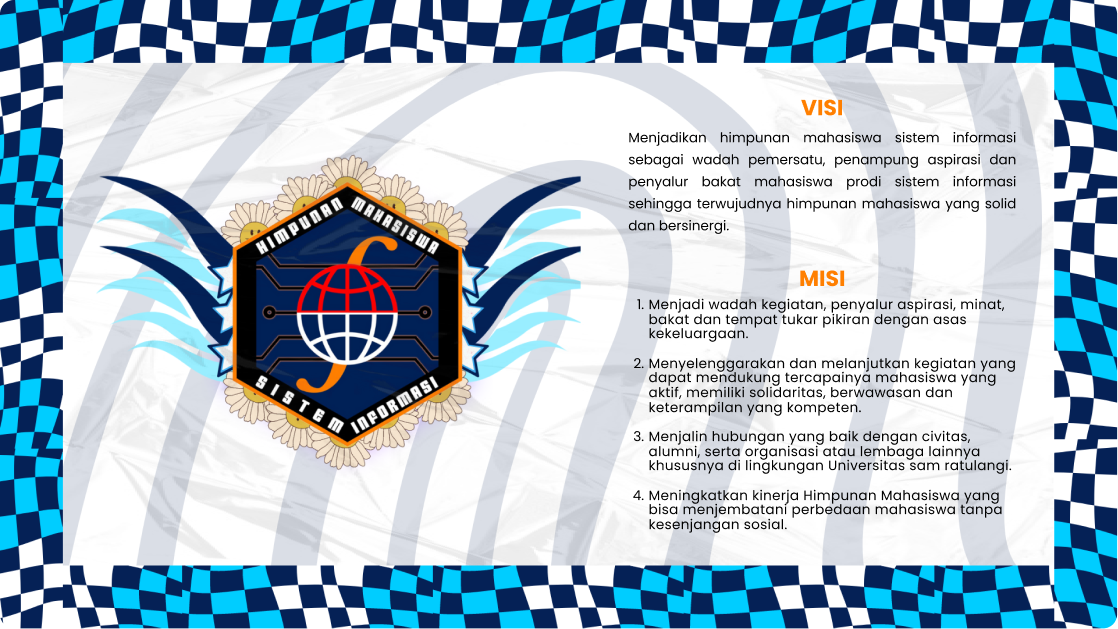 HIMPUNAN MAHASISWA
SISTEM INFORMASI
VISI
Menjadikan himpunan mahasiswa sistem informasi
sebagai wadah pemersatu, penampung aspirasi dan
penyalur bakat mahasiswa prodi sistem informasi
sehingga terwujudnya himpunan mahasiswa yang solid
dan bersinergi.
MISI
1. Menjadi wadah kegiatan, penyalur aspirasi, minat,
bakat dan tempat tukar pikiran dengan asas
kekeluargaan.
2. Menyelenggarakan dan melanjutkan kegiatan yang
dapat mendukung tercapainya mahasiswa yang
aktif, memiliki solidaritas, berwawasan dan
keterampilan yang kompeten.
3. Menjalin hubungan yang baik dengan civitas,
alumni, serta organisasi atau lembaga lainnya
khususnya di lingkungan Universitas sam ratulangi.
4. Meningkatkan kinerja Himpunan Mahasiswa yang
bisa menjembatani perbedaan mahasiswa tanpa
kesenjangan sosial.